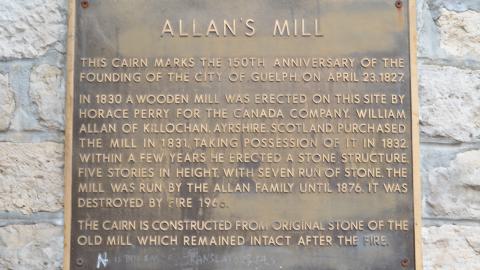 ALLAN'S MILL
THIS CAIRN MARKS THE 150TH ANNIVERSARY OF THE
FOUNDING OF THE CITY OF GUELPH, ON APRIL 23, 1827.
IN 1830 A WOODEN MILL WAS ERECTED ON THIS SITE BY
HORACE PERRY FOR THE CANADA COMPANY. WILLIAM
ALLAN OF KILLOCHAN, AYRSHIRE, SCOTLAND, PURCHASED
THE MILL IN 1831, TAKING POSSESSION OF IT IN 1832.
WITHIN A FEW YEARS HE ERECTED A STONE STRUCTURE,
FIVE STORIES IN HEIGHT, WITH SEVEN RUN OF STONE. THE
MILL WAS RUN BY THE ALLAN FAMILY UNTIL 1876. IT WAS
DESTROYED BY FIRE
THE CAIRN IS CONSTRUCTED FROM ORIGINAL STONE OF THE
OLD MILL WHICH REMAINED INTACT AFTER THE FIRE.